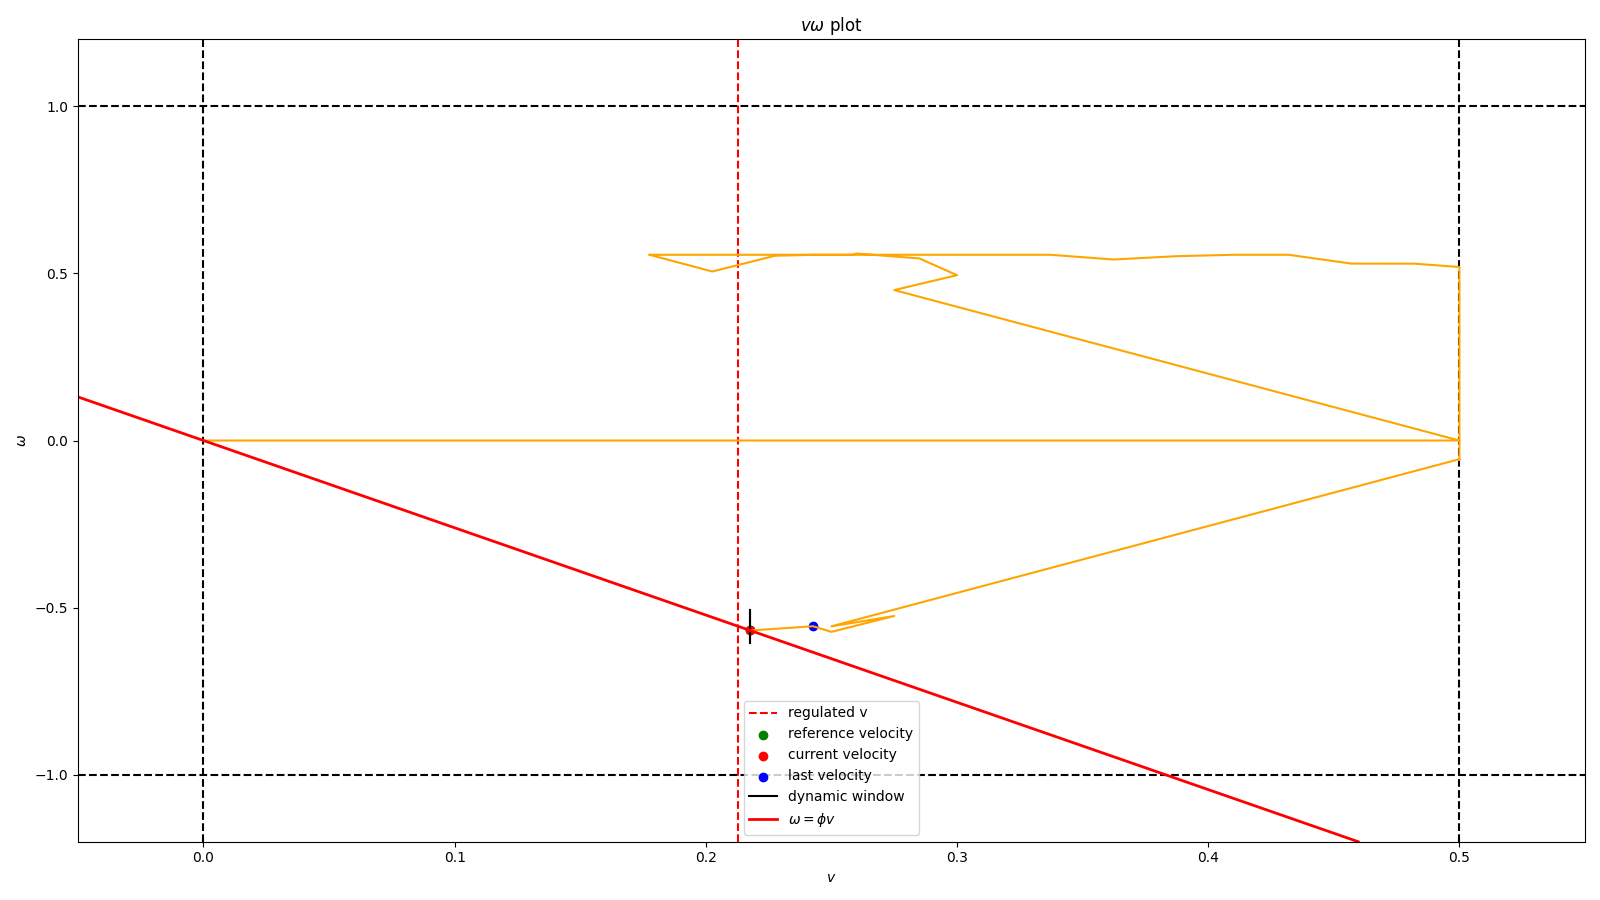 vω plot
1.0
0.5
0.0
−0.5
−1.0
ω
0.0 0.1 0.2 0.3 0.4 0.5
v
regulated v
reference velocity
current velocity
last velocity
dynamic window
ω = ϕv